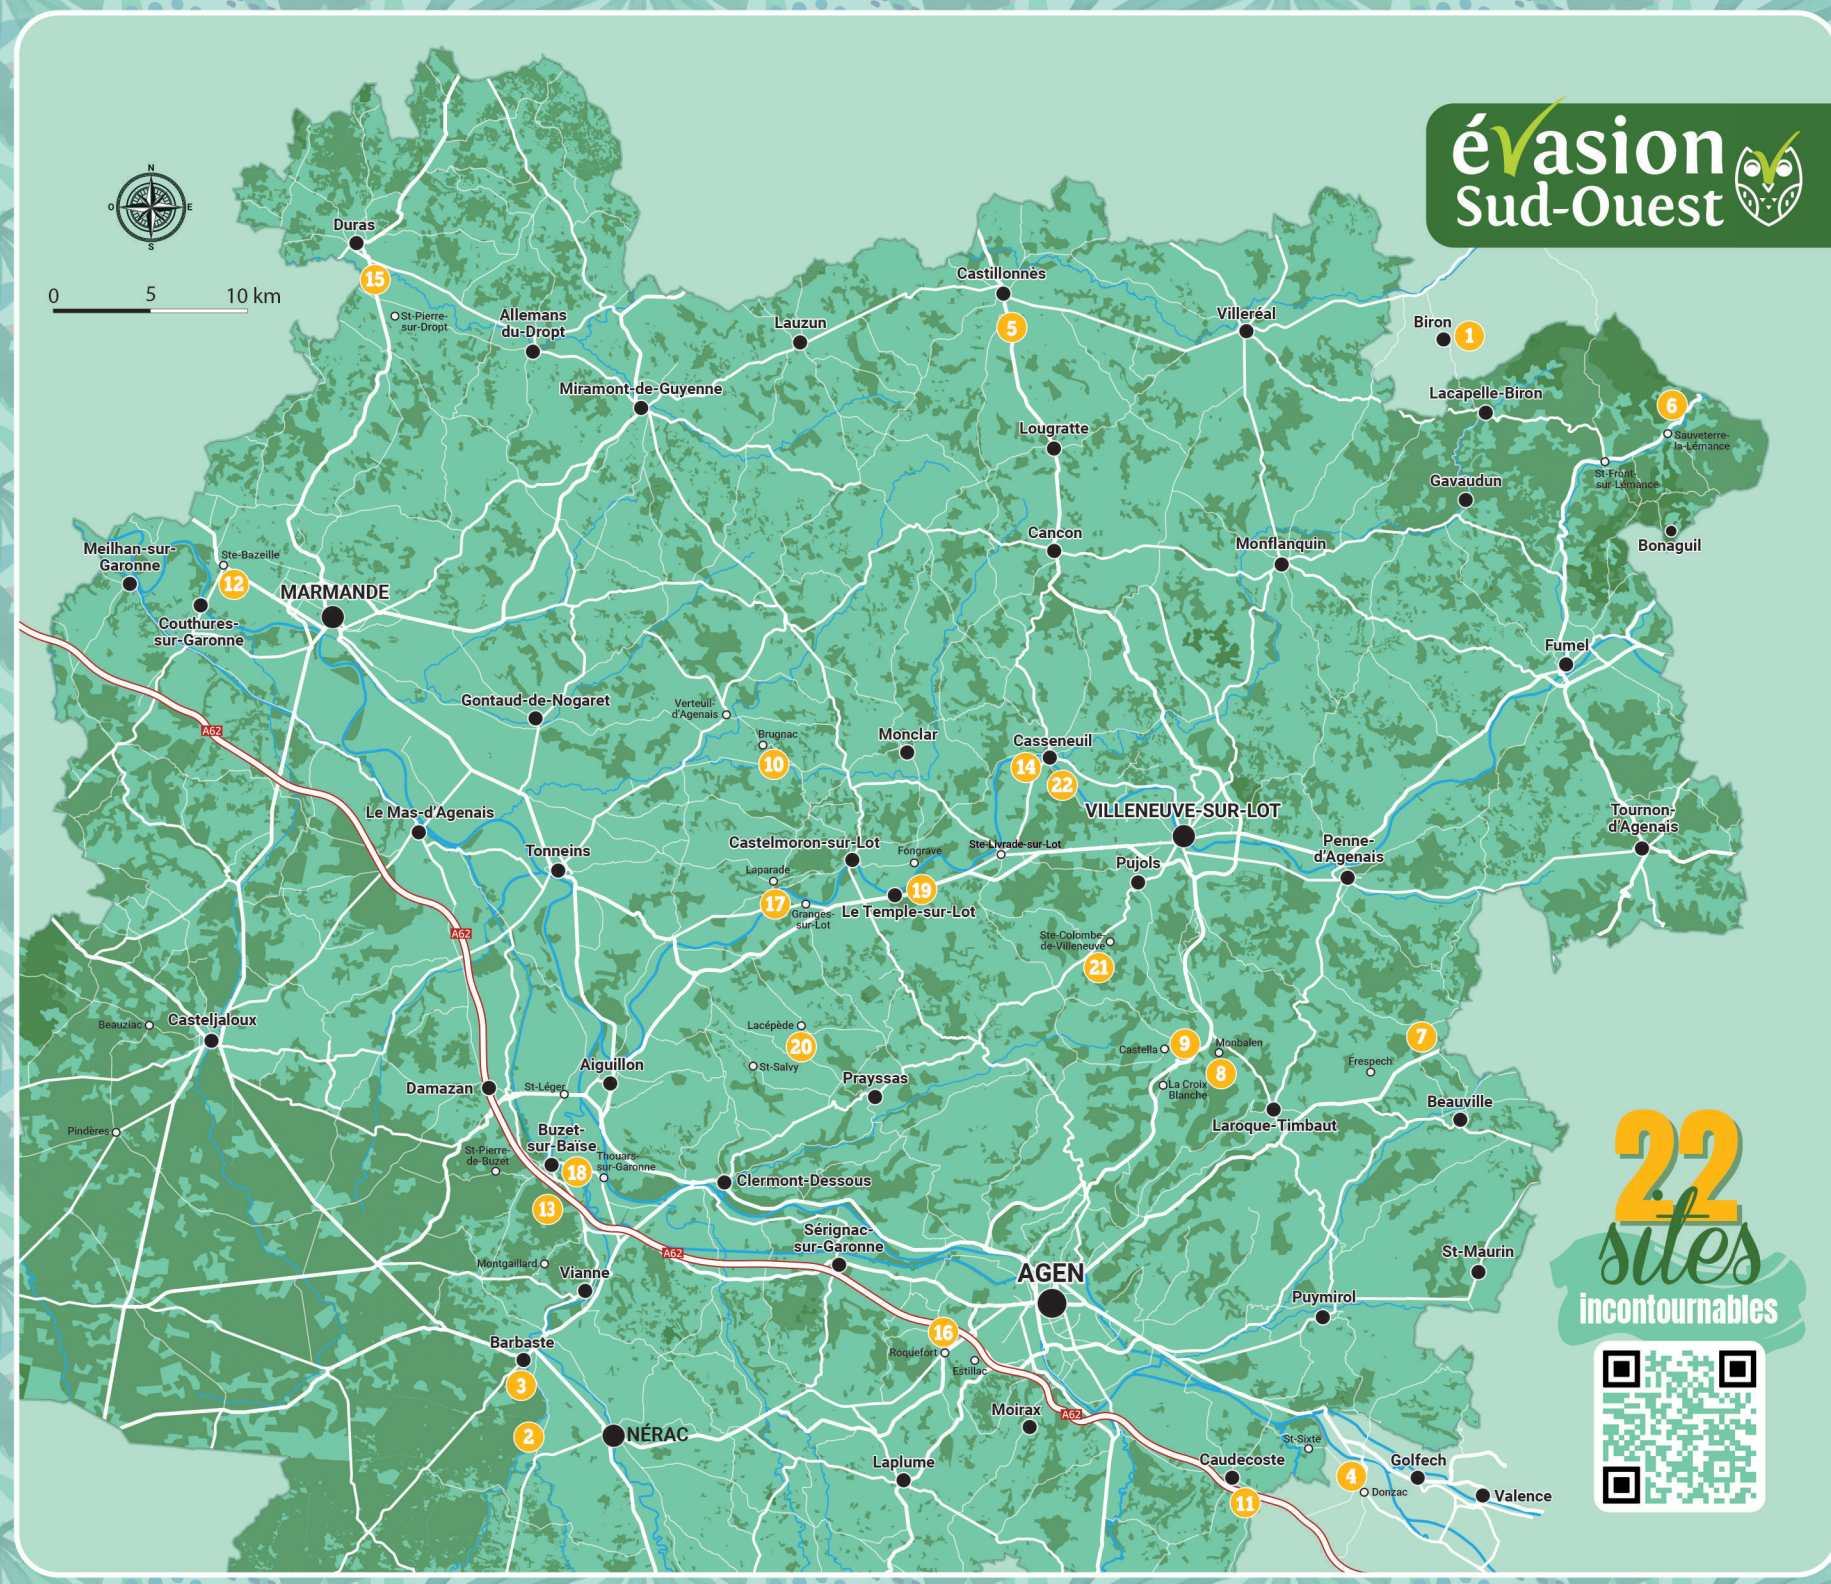 évasion
Sud-Ouest
N
O
E
S
0 5 10 km
Duras
15
St-Pierre-
sur-Dropt
Allemans
du-Dropt
Lauzun
Castillonnès
5
Villeréal
Biron
1
Miramont-de-Guyenne
Lacapelle-Biron
6
Sauveterre-
la-Lémance
Lougratte
St-Front-
sur-Lémance
Gavaudun
Bonaguil
Cancon
Monflanquin
Meilhan-sur-
Garonne
Ste-Bazeille
12
MARMANDE
Couthures-
sur-Garonne
Fumel
A62
Gontaud-de-Nogaret
Verteuil-
d'Agenais
Brugnac
10
Monclar
Casseneuil
14
22
VILLENEUVE-SUR-LOT
Tournon-
d'Agenais
Le Mas-d'Agenais
Tonneins
Castelmoron-sur-Lot
Fongrave
Ste-Livrade-sur-Lot
Penne-
d'Agenais
Pujols
Laparade
17
Granges-
sur-Lot
19
Le Temple-sur-Lot
A62
Ste-Colombe-
de-Villeneuve
21
Beauziac
Casteljaloux
Lacépède
20
St-Salvy
Castella
9
Monbalen
8
La Croix
Blanche
7
Frespech
Aiguillon
Damazan
St-Léger
Prayssas
Laroque-Timbaut
Beauville
Pindères
Buzet-
sur-Baïse
St-Pierre-
de-Buzet
18
Thouars-
sur-Garonne
Clermont-Dessous
13
Sérignac-
sur-Garonne
A62
Montgaillard
Vianne
AGEN
St-Maurin
Puymirol
22
sites
incontournables
Barbaste
3
16
Roquefort
Estillac
2
NÉRAC
Moirax
A62
Laplume
Caudecoste
11
St-Sixte
4
Donzac
Golfech
Valence